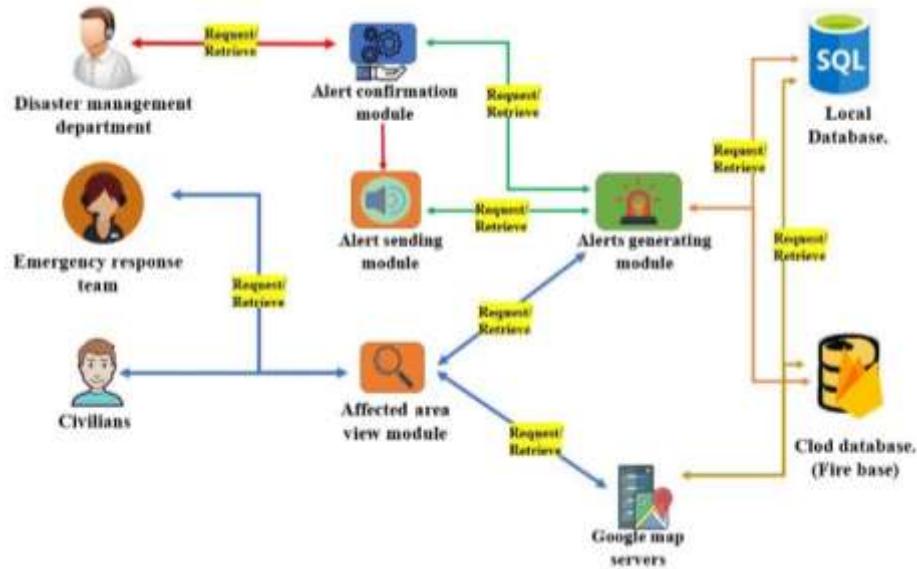 Request/
Retrieve
Disaster management
department
Alert confirmation
module
Request/
Retrieve
SQL
Local
Database.
Request/
Retrieve
Emergency response
team
Alert sending
module
Request/
Retrieve
Alerts generating
module
Request/
Retrieve
Request/
Retrieve
Request/
Retrieve
Civilians
Affected area
view module
Request/
Retrieve
Clod database.
(Fire base)
Google map
servers